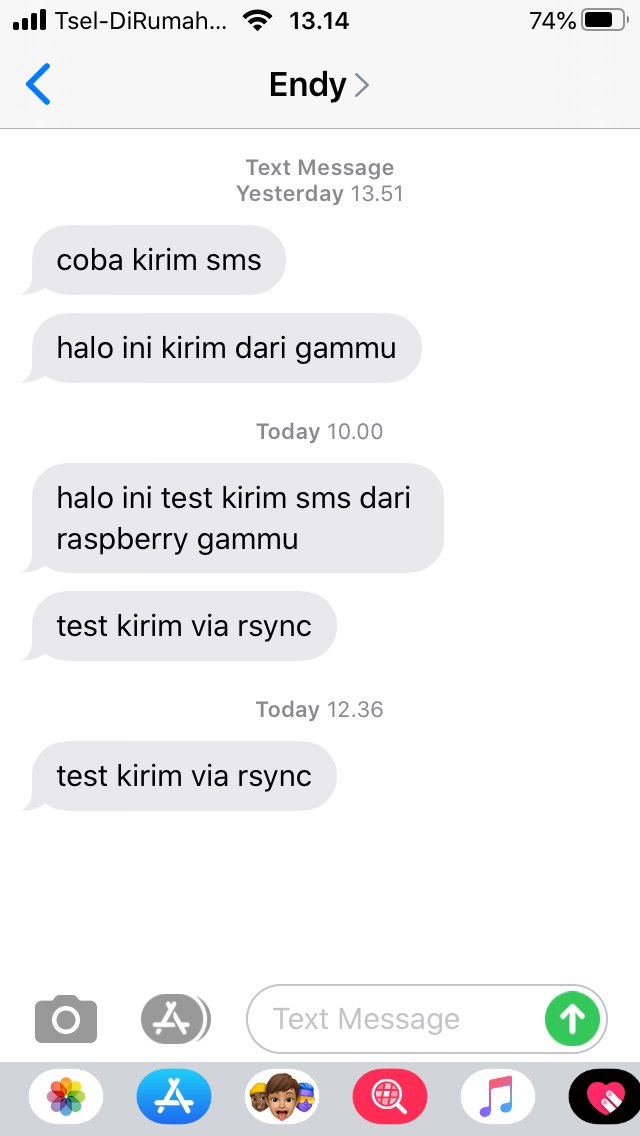 Tsel-DiRumah... 13.14 74%
Endy
Text Message
Yesterday 13.51
coba kirim sms
halo ini kirim dari gammu
Today 10.00
halo ini test kirim sms dari
raspberry gammu
test kirim via rsync
Today 12.36
test kirim via rsync
Text Message